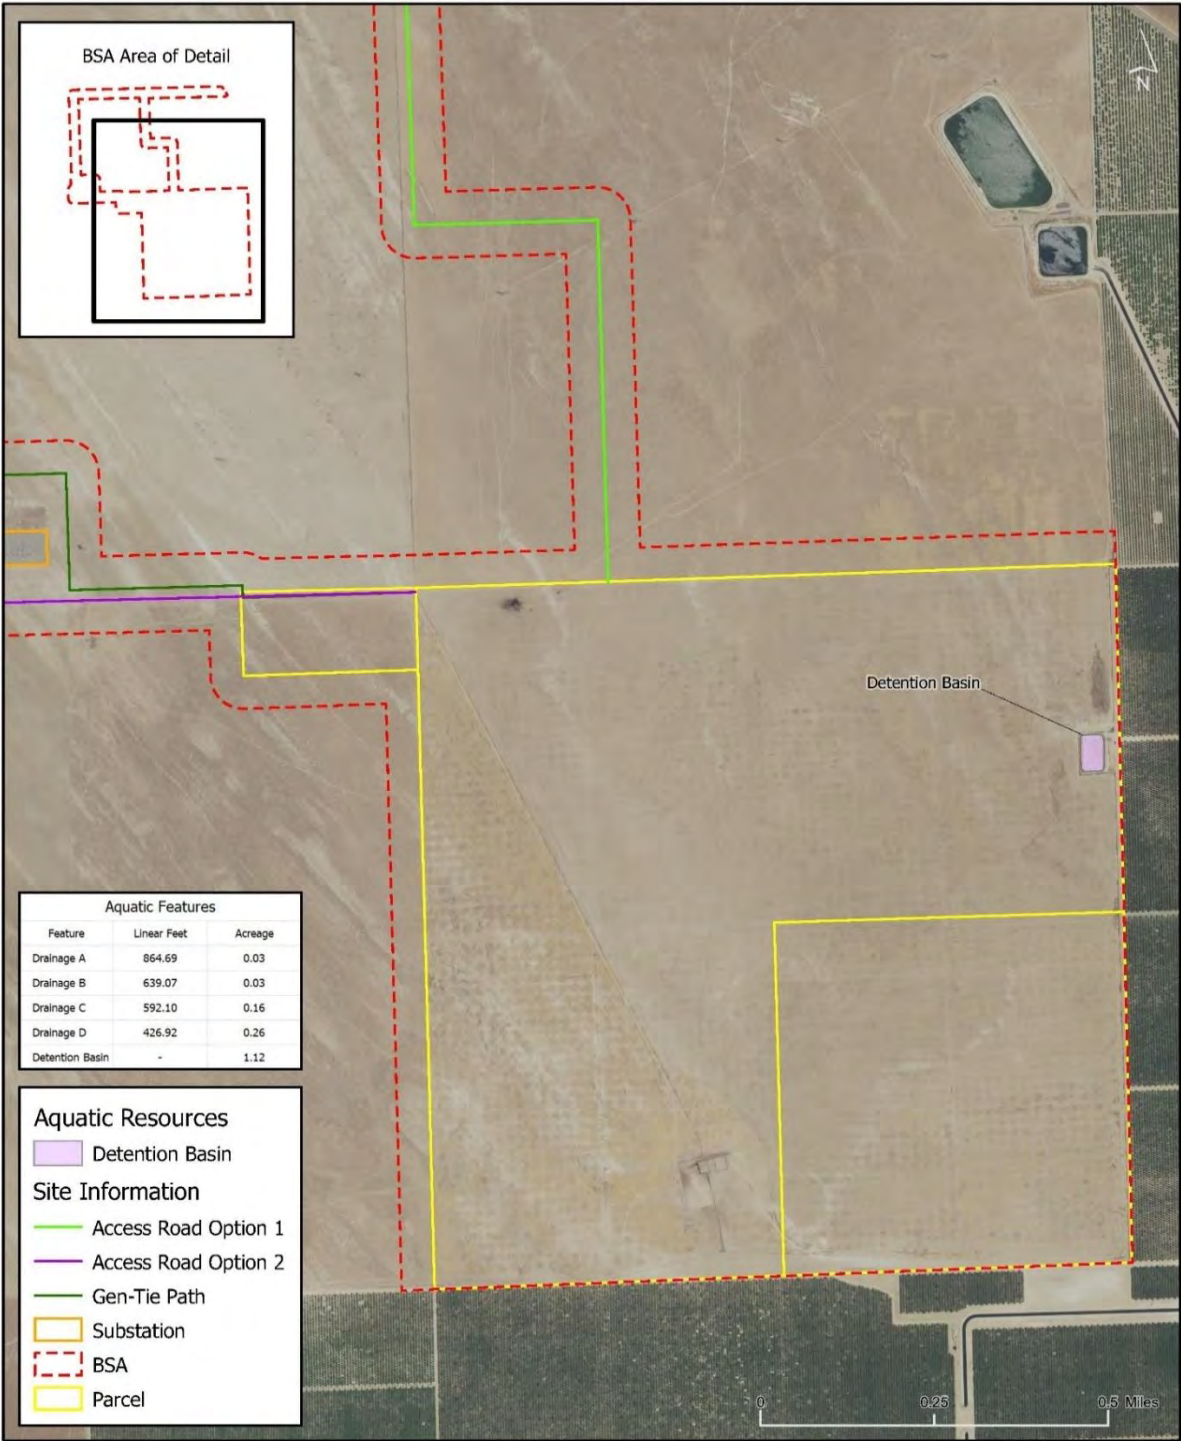 BSA Area of Detail
N
Detention Basin
Aquatic Features
Feature Linear Feet Acreage
Drainage A 864.69 0.03
Drainage B 639.07 0.03
Drainage C 592.10 0.16
Drainage D 426.92 0.26
Detention Basin - 1.12
Aquatic Resources
Detention Basin
Site Information
Access Road Option 1
Access Road Option 2
Gen-Tie Path
Substation
BSA
Parcel
0 0.25 0.5 Miles